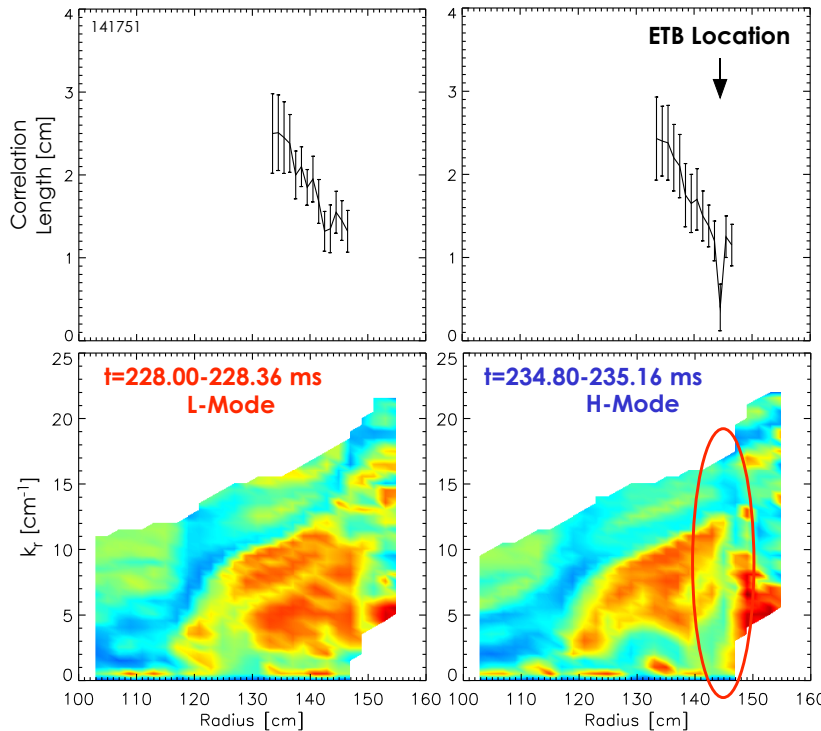 141751
ETB Location
Correlation
Length [cm]
4
3
2
1
0
4
3
2
1
0
t=228.00-228.36 ms
L-Mode
t=234.80-235.16 ms
H-Mode
kr [cm-1]
25
20
15
10
5
0
25
20
15
10
5
0
100 110 120 130 140 150 160
100 110 120 130 140 150 160
Radius [cm]
Radius [cm]